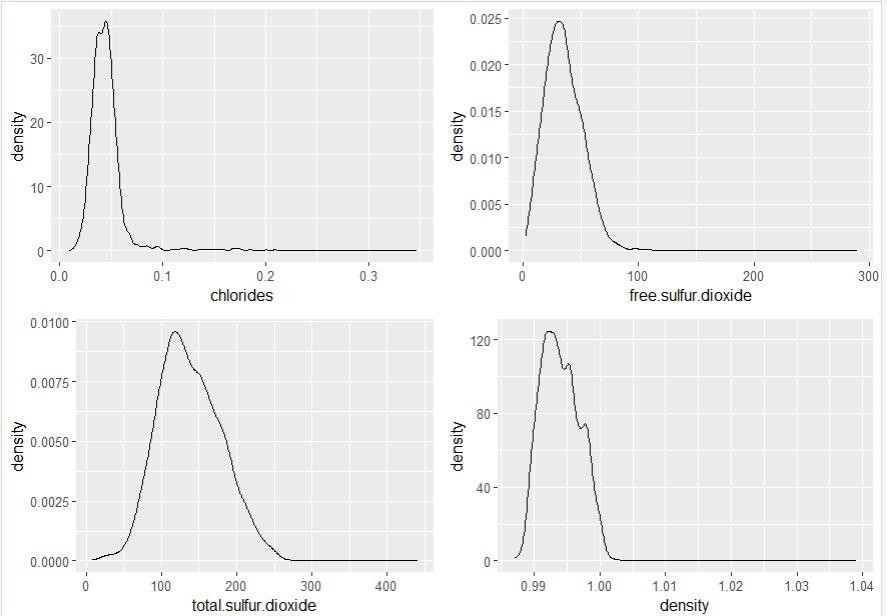 density
30
20
10
0
0.0 0.1 0.2 0.3
chlorides
density
0.025
0.020
0.015
0.010
0.005
0.000
0 100 200 300
free.sulfur.dioxide
density
0.0100
0.0075
0.0050
0.0025
0.0000
0 100 200 300 400
total.sulfur.dioxide
density
120
80
40
0
0.99 1.00 1.01 1.02 1.03 1.04
density